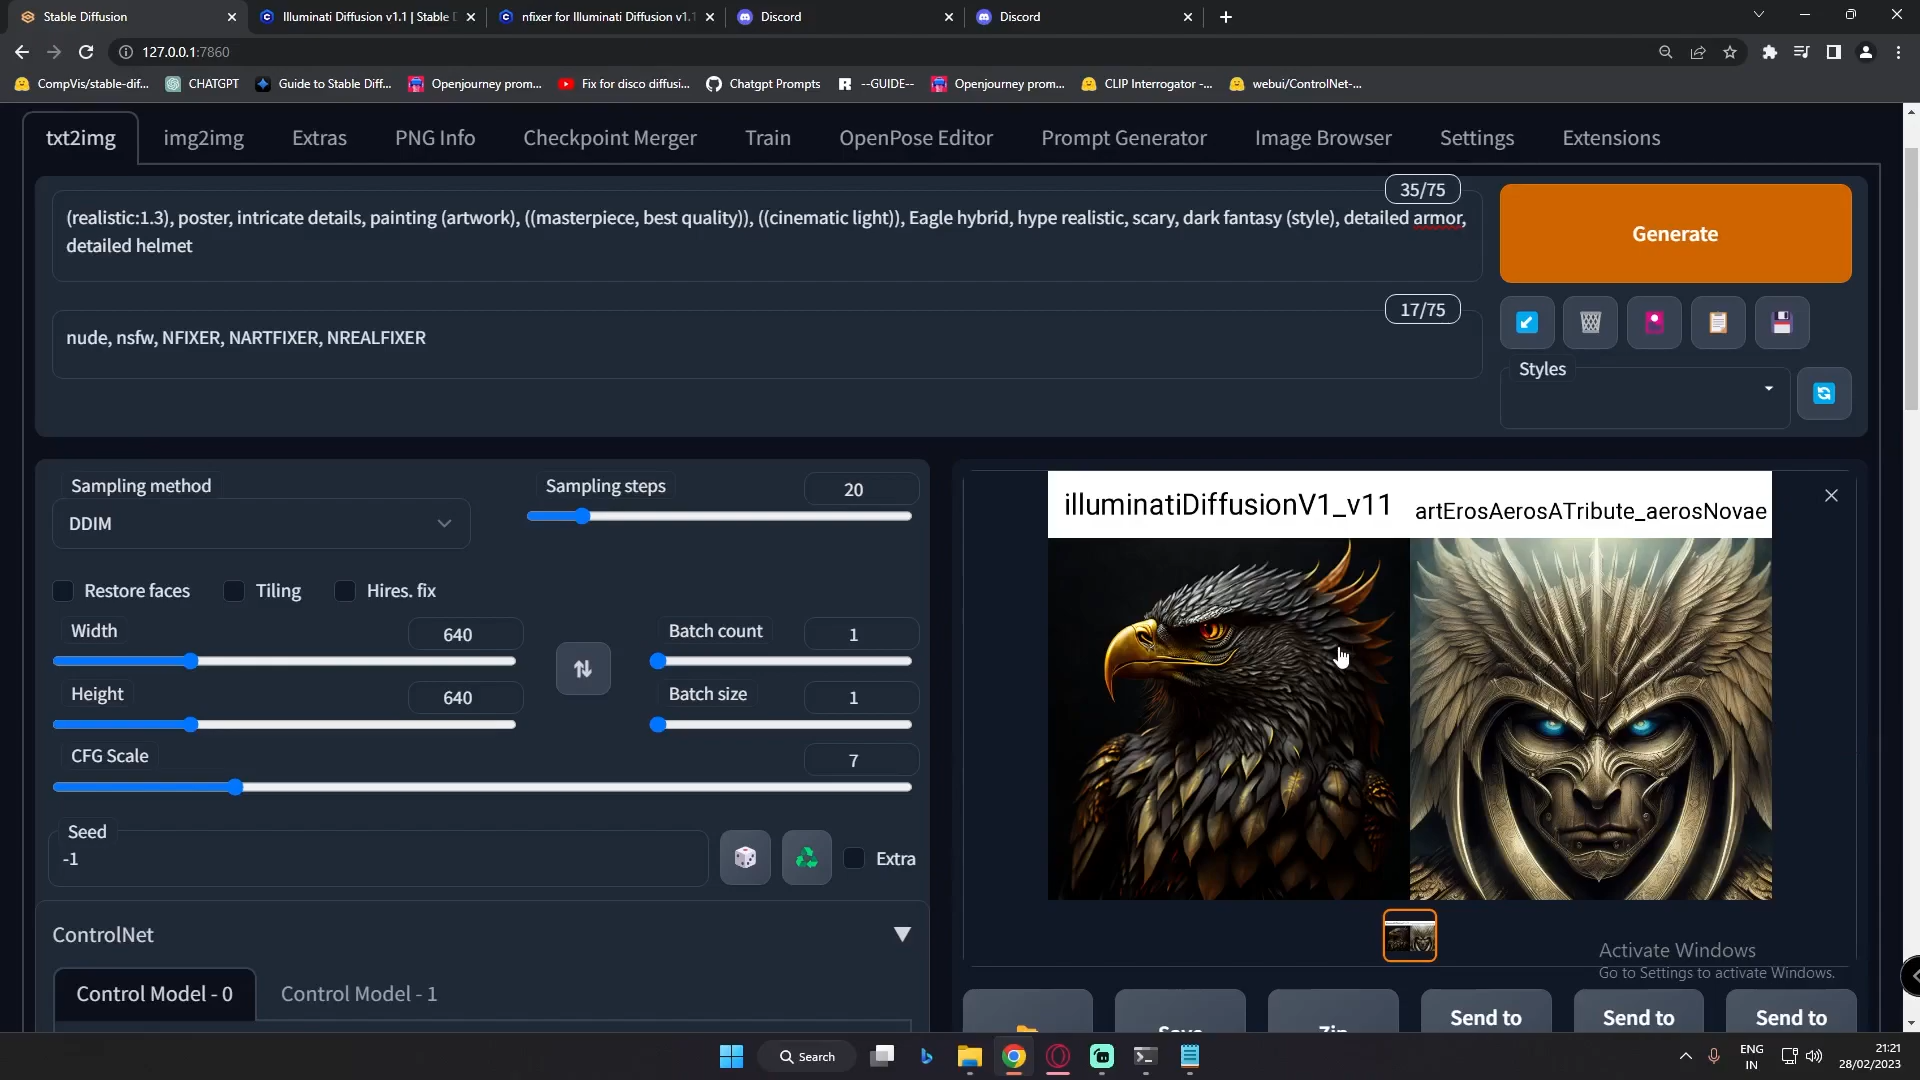 Stable Diffusion
Illuminati Diffusion v1.1 | Stable D
nfixer for Illuminati Diffusion v1.1
Discord
Discord
127.0.0.1:7860
CompVis/stable-dif...
CHATGPT
Guide to Stable Diff...
Openjourney prom...
Fix for disco diffusi...
Chatgpt Prompts
--GUIDE--
Openjourney prom...
CLIP Interrogator -...
webui/ControlNet-...
txt2img
img2img
Extras
PNG Info
Checkpoint Merger
Train
OpenPose Editor
Prompt Generator
Image Browser
Settings
Extensions
35/75
(realistic:1.3), poster, intricate details, painting (artwork), ((masterpiece, best quality)), ((cinematic light)), Eagle hybrid, hype realistic, scary, dark fantasy (style), detailed armor,
detailed helmet
Generate
17/75
nude, nsfw, NFIXER, NARTFIXER, NREALFIXER
Styles
Sampling method
DDIM
Sampling steps
20
Restore faces
Tiling
Hires. fix
Width
640
Batch count
1
Height
640
Batch size
1
CFG Scale
7
Seed
-1
Extra
ControlNet
Control Model - 0
Control Model - 1
illuminatiDiffusionV1_v11
artErosAerosATribute_aerosNovae
Activate Windows
Go to Settings to activate Windows.
Save
Zip
Send to
Send to
Send to
Search
ENG
IN
21:21
28/02/2023